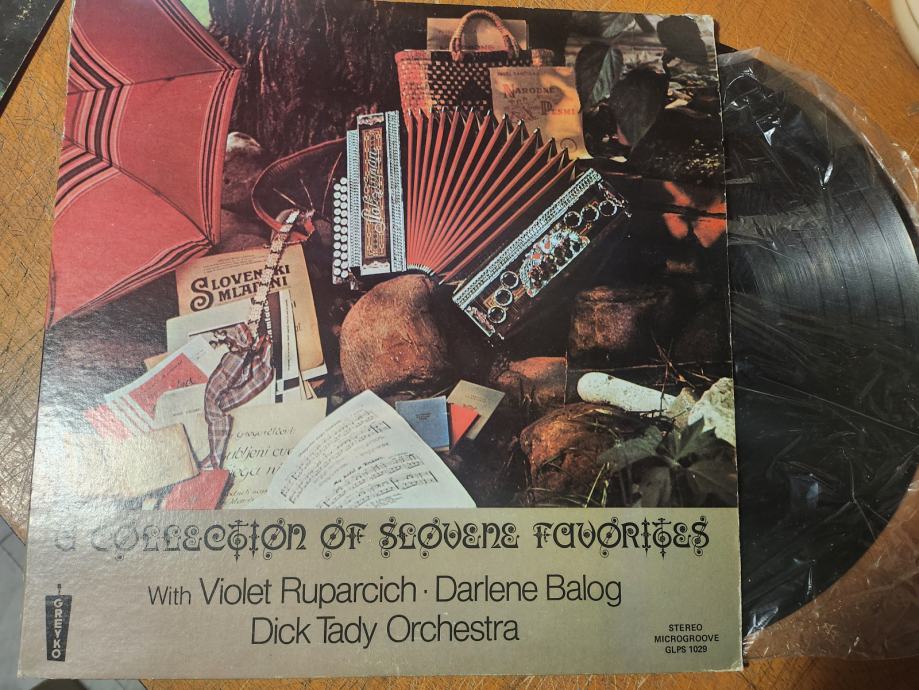 NARODNE
PESMI
SLOVENSKI
MLADINI
A COLLECTION OF SLOVENE FAVORITES
With Violet Ruparcich · Darlene Balog
Dick Tady Orchestra
GREYKO
STEREO
MICROGROOVE
GLPS 1029